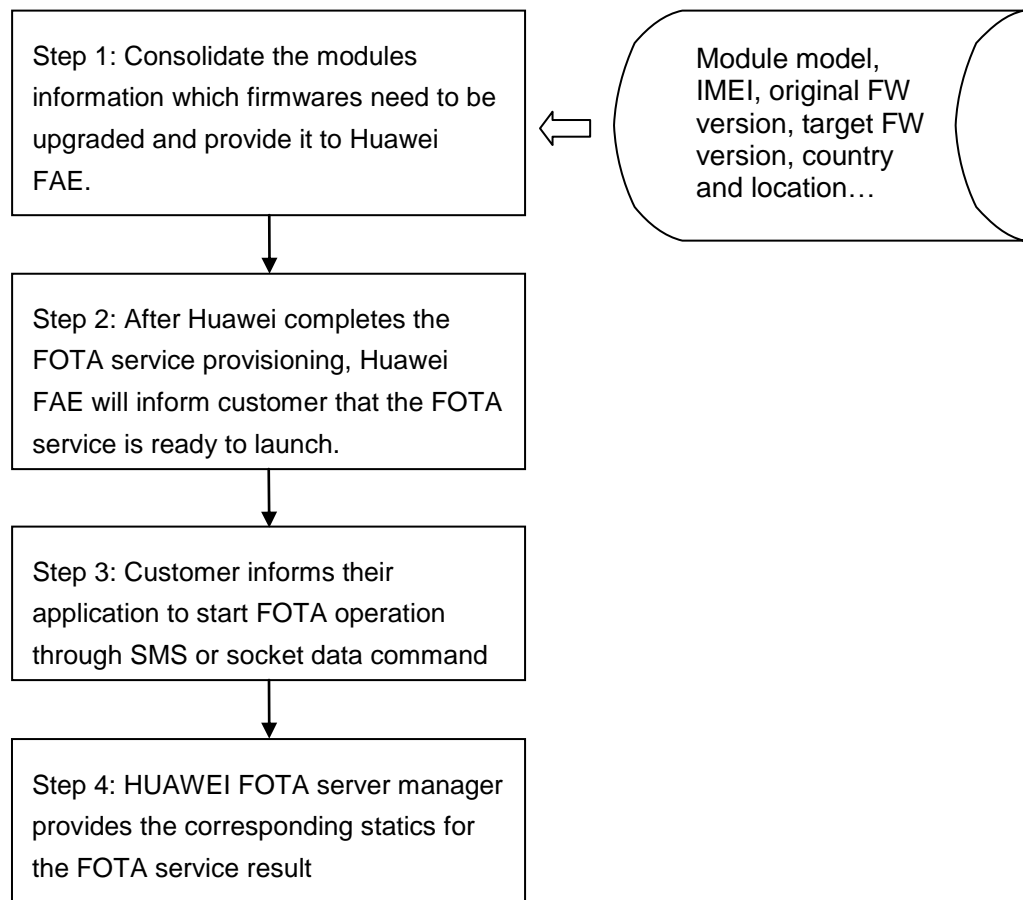 Step 1: Consolidate the modules
information which firmwares need to be
upgraded and provide it to Huawei
FAE.
Module model,
IMEI, original FW
version, target FW
version, country
and location…
Step 2: After Huawei completes the
FOTA service provisioning, Huawei
FAE will inform customer that the FOTA
service is ready to launch.
Step 3: Customer informs their
application to start FOTA operation
through SMS or socket data command
Step 4: HUAWEI FOTA server manager
provides the corresponding statics for
the FOTA service result